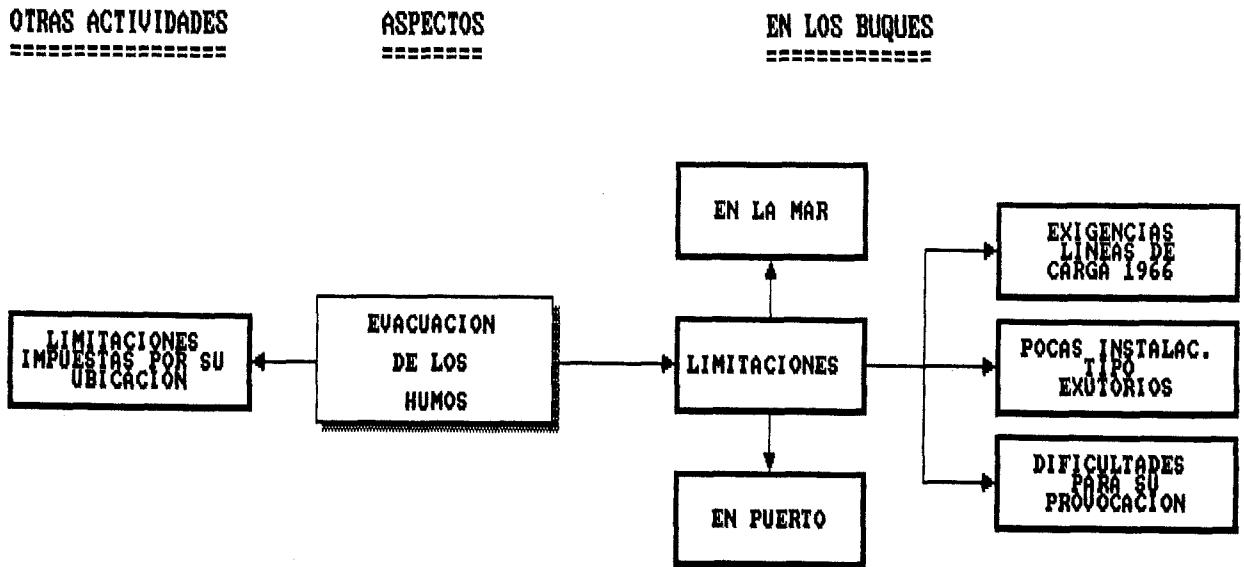 OTRAS ACTIVIDADES
ASPECTOS
EN LOS BUQUES
EN LA MAR
EXIGENCIAS
LINEAS DE
CARGA 1966
LIMITACIONES
IMPUESTAS POR SU
UBICACIÓN
EVACUACION
DE LOS
HUMOS
LIMITACIONES
POCAS INSTALAC.
TIPO
EXUTORIOS
DIFICULTADES
PARA SU
PROVOCACION
EN PUERTO